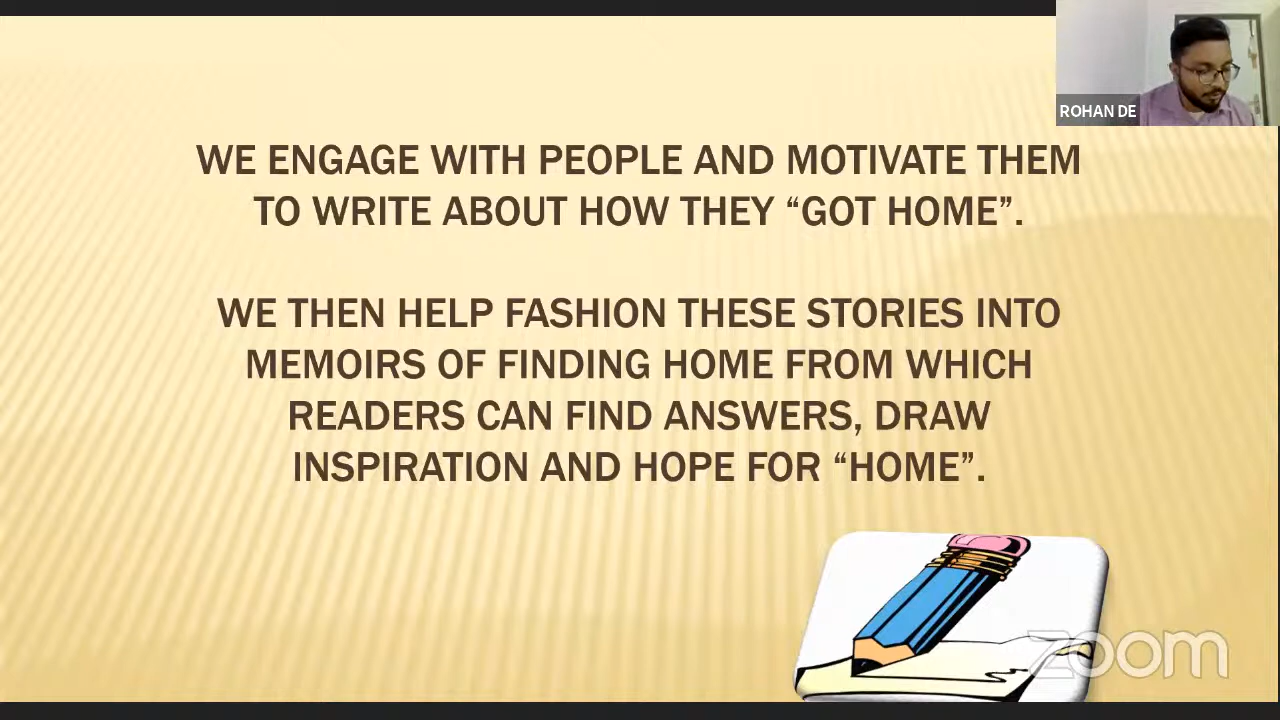 ROHAN DE
WE ENGAGE WITH PEOPLE AND MOTIVATE THEM
TO WRITE ABOUT HOW THEY “GOT HOME”.
WE THEN HELP FASHION THESE STORIES INTO
MEMOIRS OF FINDING HOME FROM WHICH
READERS CAN FIND ANSWERS, DRAW
INSPIRATION AND HOPE FOR “HOME”.
zoom